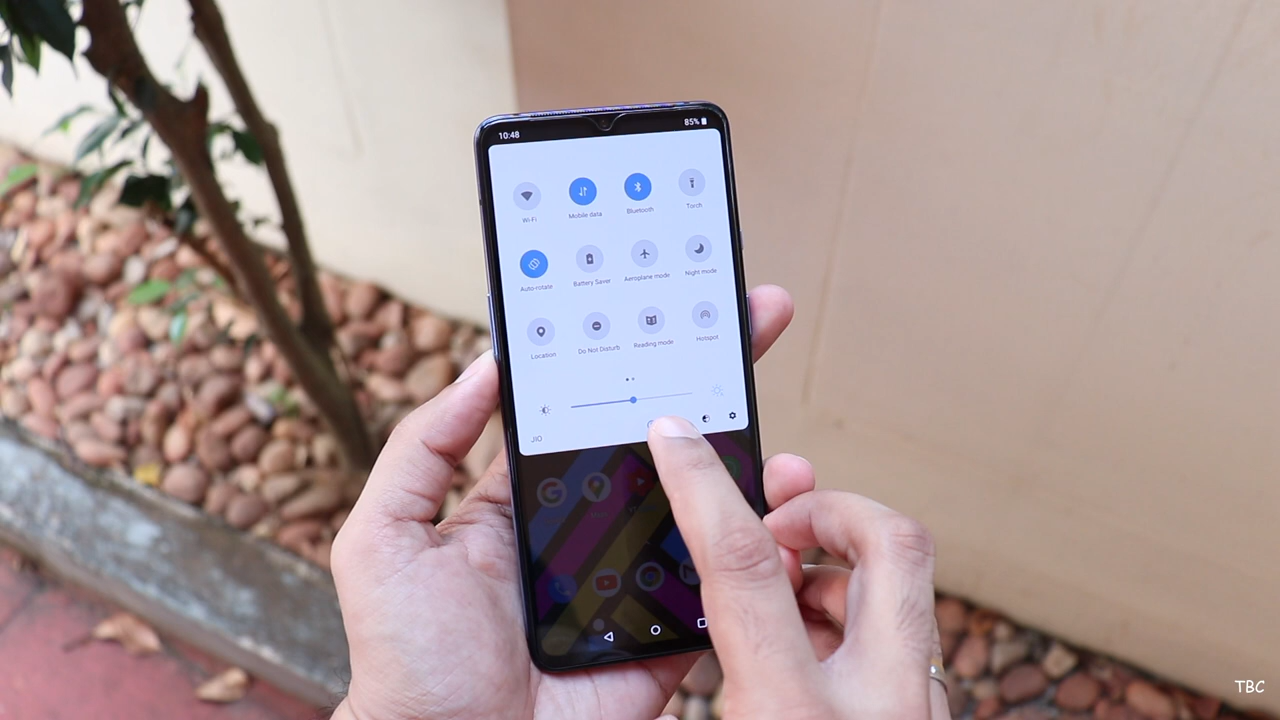 10:48 85%
Wi-Fi Mobile data Bluetooth Torch
Auto-rotate Battery Saver Aeroplane mode Night mode
Location Do Not Disturb Reading mode Hotspot
JIO
G
TBC